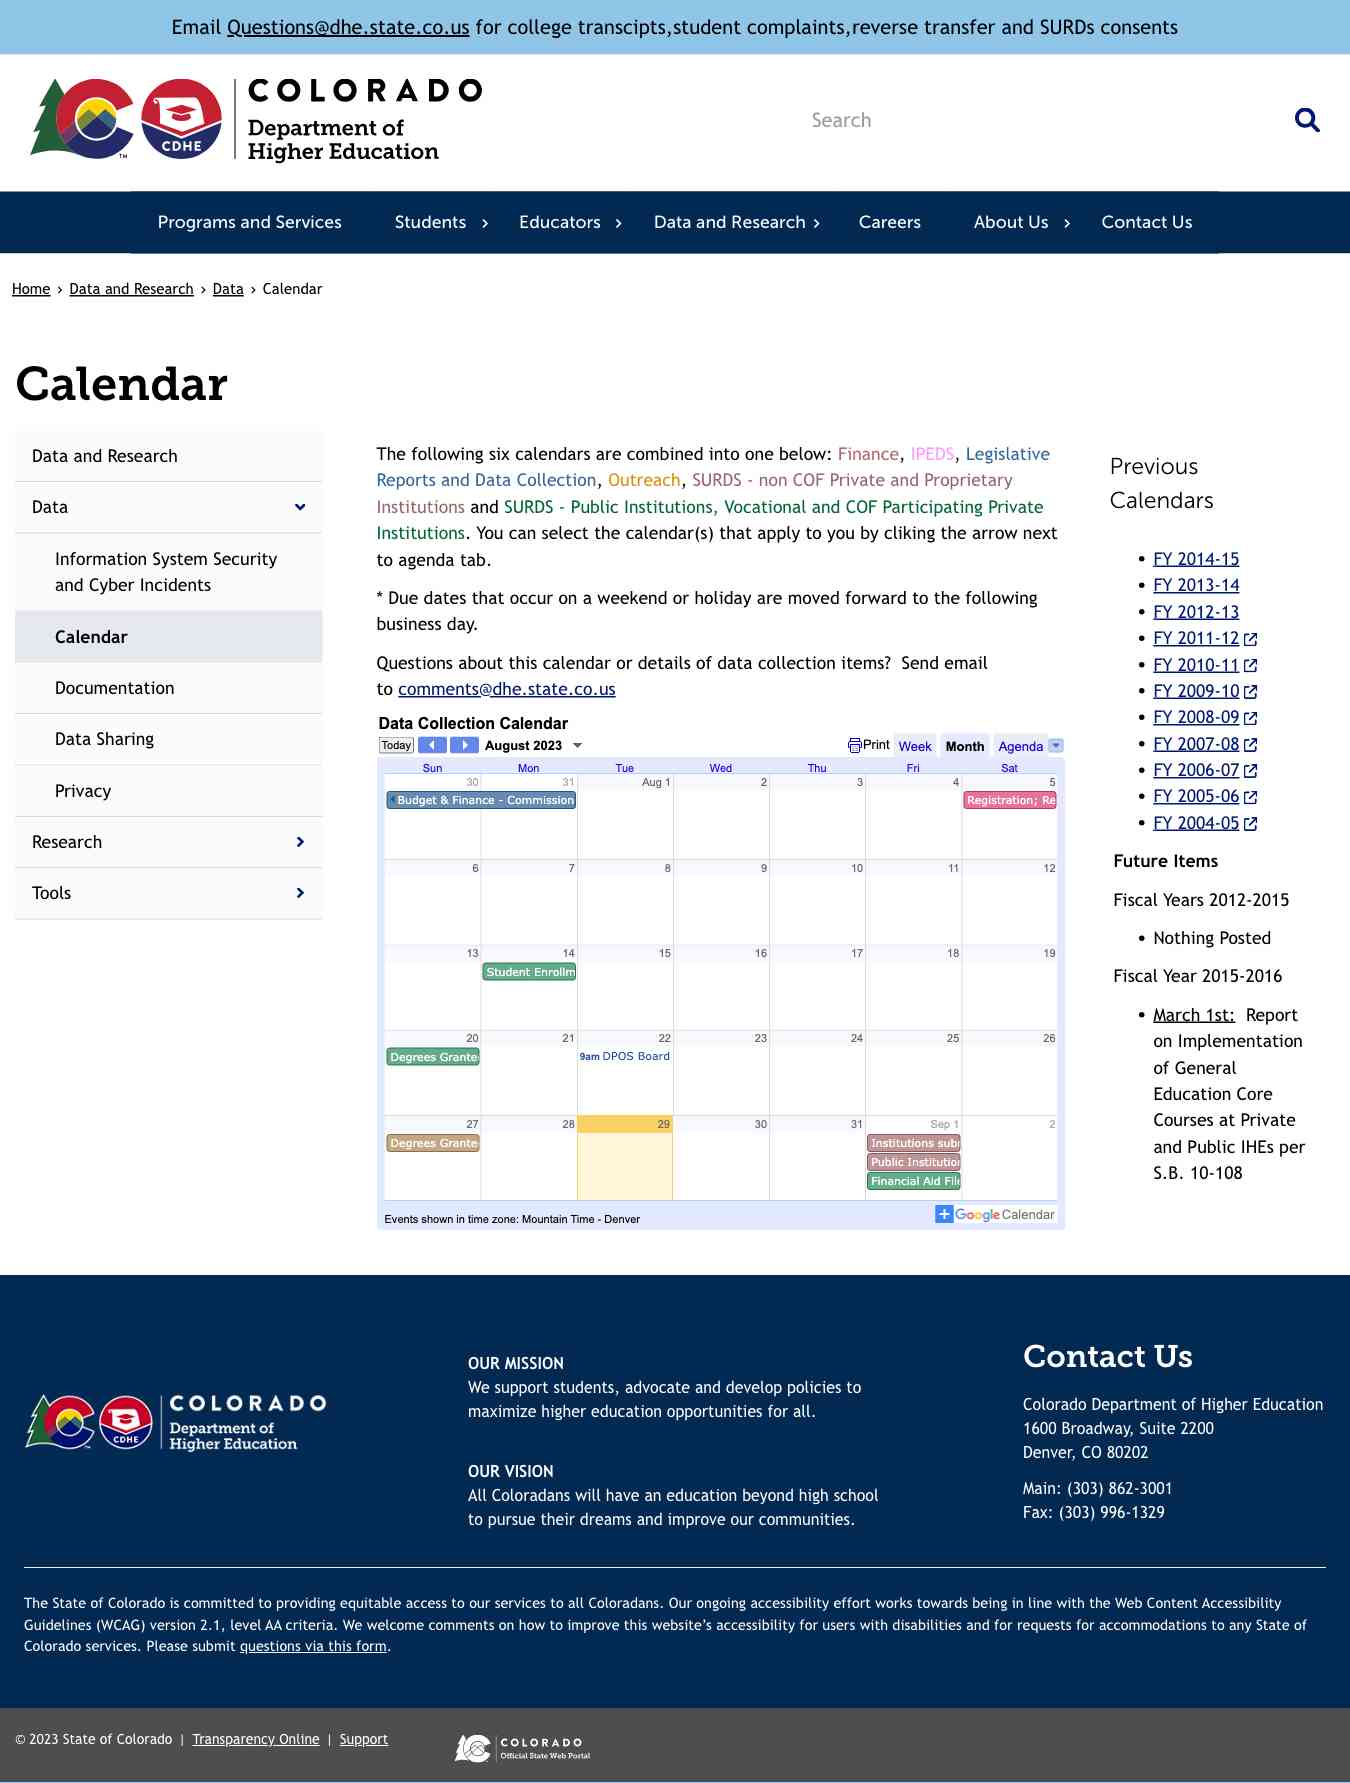 Email Questions@dhe.state.co.us for college transcipts,student complaints,reverse transfer and SURDs consents
CDHE
TM
COLORADO
Department of
Higher Education
Search
Programs and Services Students Educators Data and Research Careers About Us Contact Us
Home › Data and Research › Data › Calendar
Calendar
Data and Research
Data
Information System Security
and Cyber Incidents
Calendar
Documentation
Data Sharing
Privacy
Research
Tools
The following six calendars are combined into one below: Finance, IPEDS, Legislative
Reports and Data Collection, Outreach, SURDS - non COF Private and Proprietary
Institutions and SURDS - Public Institutions, Vocational and COF Participating Private
Institutions. You can select the calendar(s) that apply to you by cliking the arrow next
to agenda tab.
* Due dates that occur on a weekend or holiday are moved forward to the following
business day.
Questions about this calendar or details of data collection items?  Send email
to comments@dhe.state.co.us
Data Collection Calendar
Today August 2023 Print Week Month Agenda
Sun Mon Tue Wed Thu Fri Sat
30 31 Aug 1 2 3 4 5
Budget & Finance - Commission Registration; Re
6 7 8 9 10 11 12
13 14 15 16 17 18 19
Student Enrollm
20 21 22 23 24 25 26
Degrees Grante 9am DPOS Board
27 28 29 30 31 Sep 1 2
Degrees Grante Institutions subr
Public Institution
Financial Aid File
Events shown in time zone: Mountain Time - Denver
Google Calendar
Previous
Calendars
• FY 2014-15
• FY 2013-14
• FY 2012-13
• FY 2011-12
• FY 2010-11
• FY 2009-10
• FY 2008-09
• FY 2007-08
• FY 2006-07
• FY 2005-06
• FY 2004-05
Future Items
Fiscal Years 2012-2015
• Nothing Posted
Fiscal Year 2015-2016
• March 1st:  Report
on Implementation
of General
Education Core
Courses at Private
and Public IHEs per
S.B. 10-108
CDHE
COLORADO
Department of
Higher Education
OUR MISSION
We support students, advocate and develop policies to
maximize higher education opportunities for all.
OUR VISION
All Coloradans will have an education beyond high school
to pursue their dreams and improve our communities.
Contact Us
Colorado Department of Higher Education
1600 Broadway, Suite 2200
Denver, CO 80202
Main: (303) 862-3001
Fax: (303) 996-1329
The State of Colorado is committed to providing equitable access to our services to all Coloradans. Our ongoing accessibility effort works towards being in line with the Web Content Accessibility
Guidelines (WCAG) version 2.1, level AA criteria. We welcome comments on how to improve this website's accessibility for users with disabilities and for requests for accommodations to any State of
Colorado services. Please submit questions via this form.
© 2023 State of Colorado | Transparency Online | Support
COLORADO
Official State Web Portal